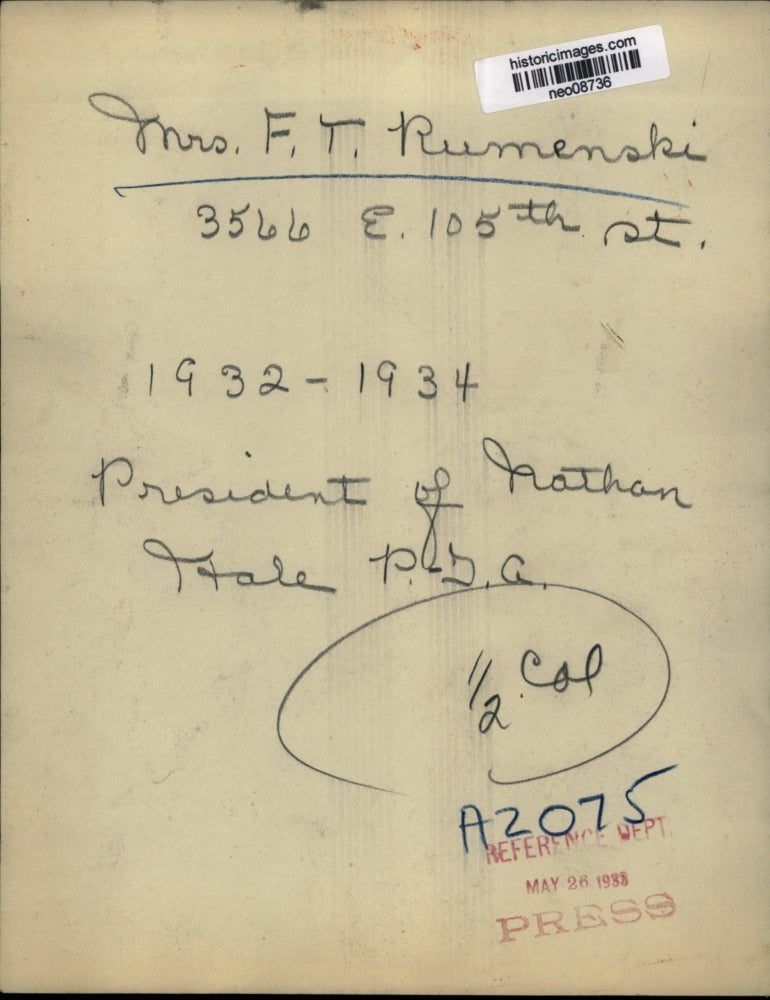 historicimages.com
neo08736
Mrs. F. T. Rumenski
3566 E. 105th st.
1932-1934
President of Nathan
Hale P.-T.A.
1/2 Col
A2075
REFERENCE DEPT.
MAY 26 1933
PRESS